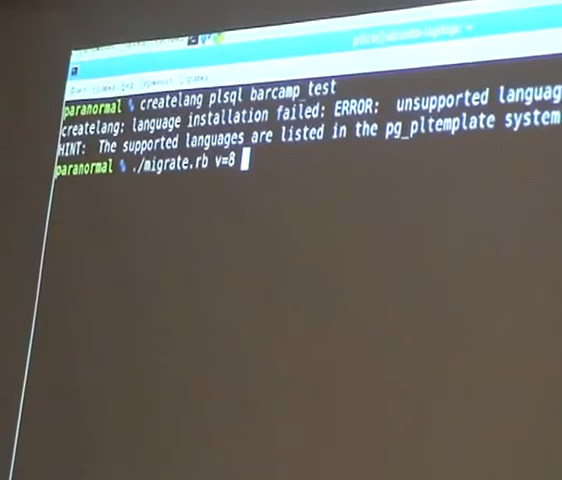 paranormal % createlang plsql barcamp_test
createlang: language installation failed: ERROR: unsupported languag
HINT: The supported languages are listed in the pg_pltemplate system
paranormal % ./migrate.rb v=8